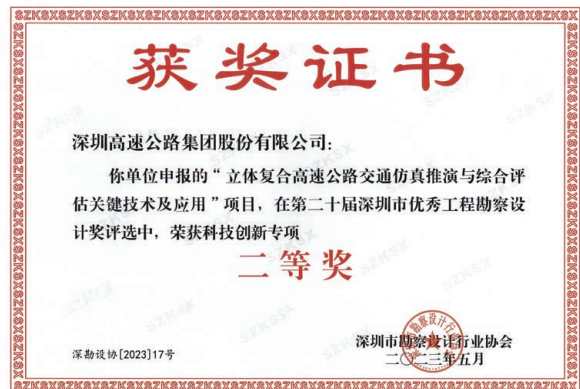 获奖证书
深圳高速公路集团股份有限公司：
你单位申报的“立体复合高速公路交通仿真推演与综合评
估关键技术及应用”项目，在第二十届深圳市优秀工程勘察设
计奖评选中，荣获科技创新专项
二等奖
深勘设协[2023]17号
深圳市勘察设计行业协会
二〇二三年五月